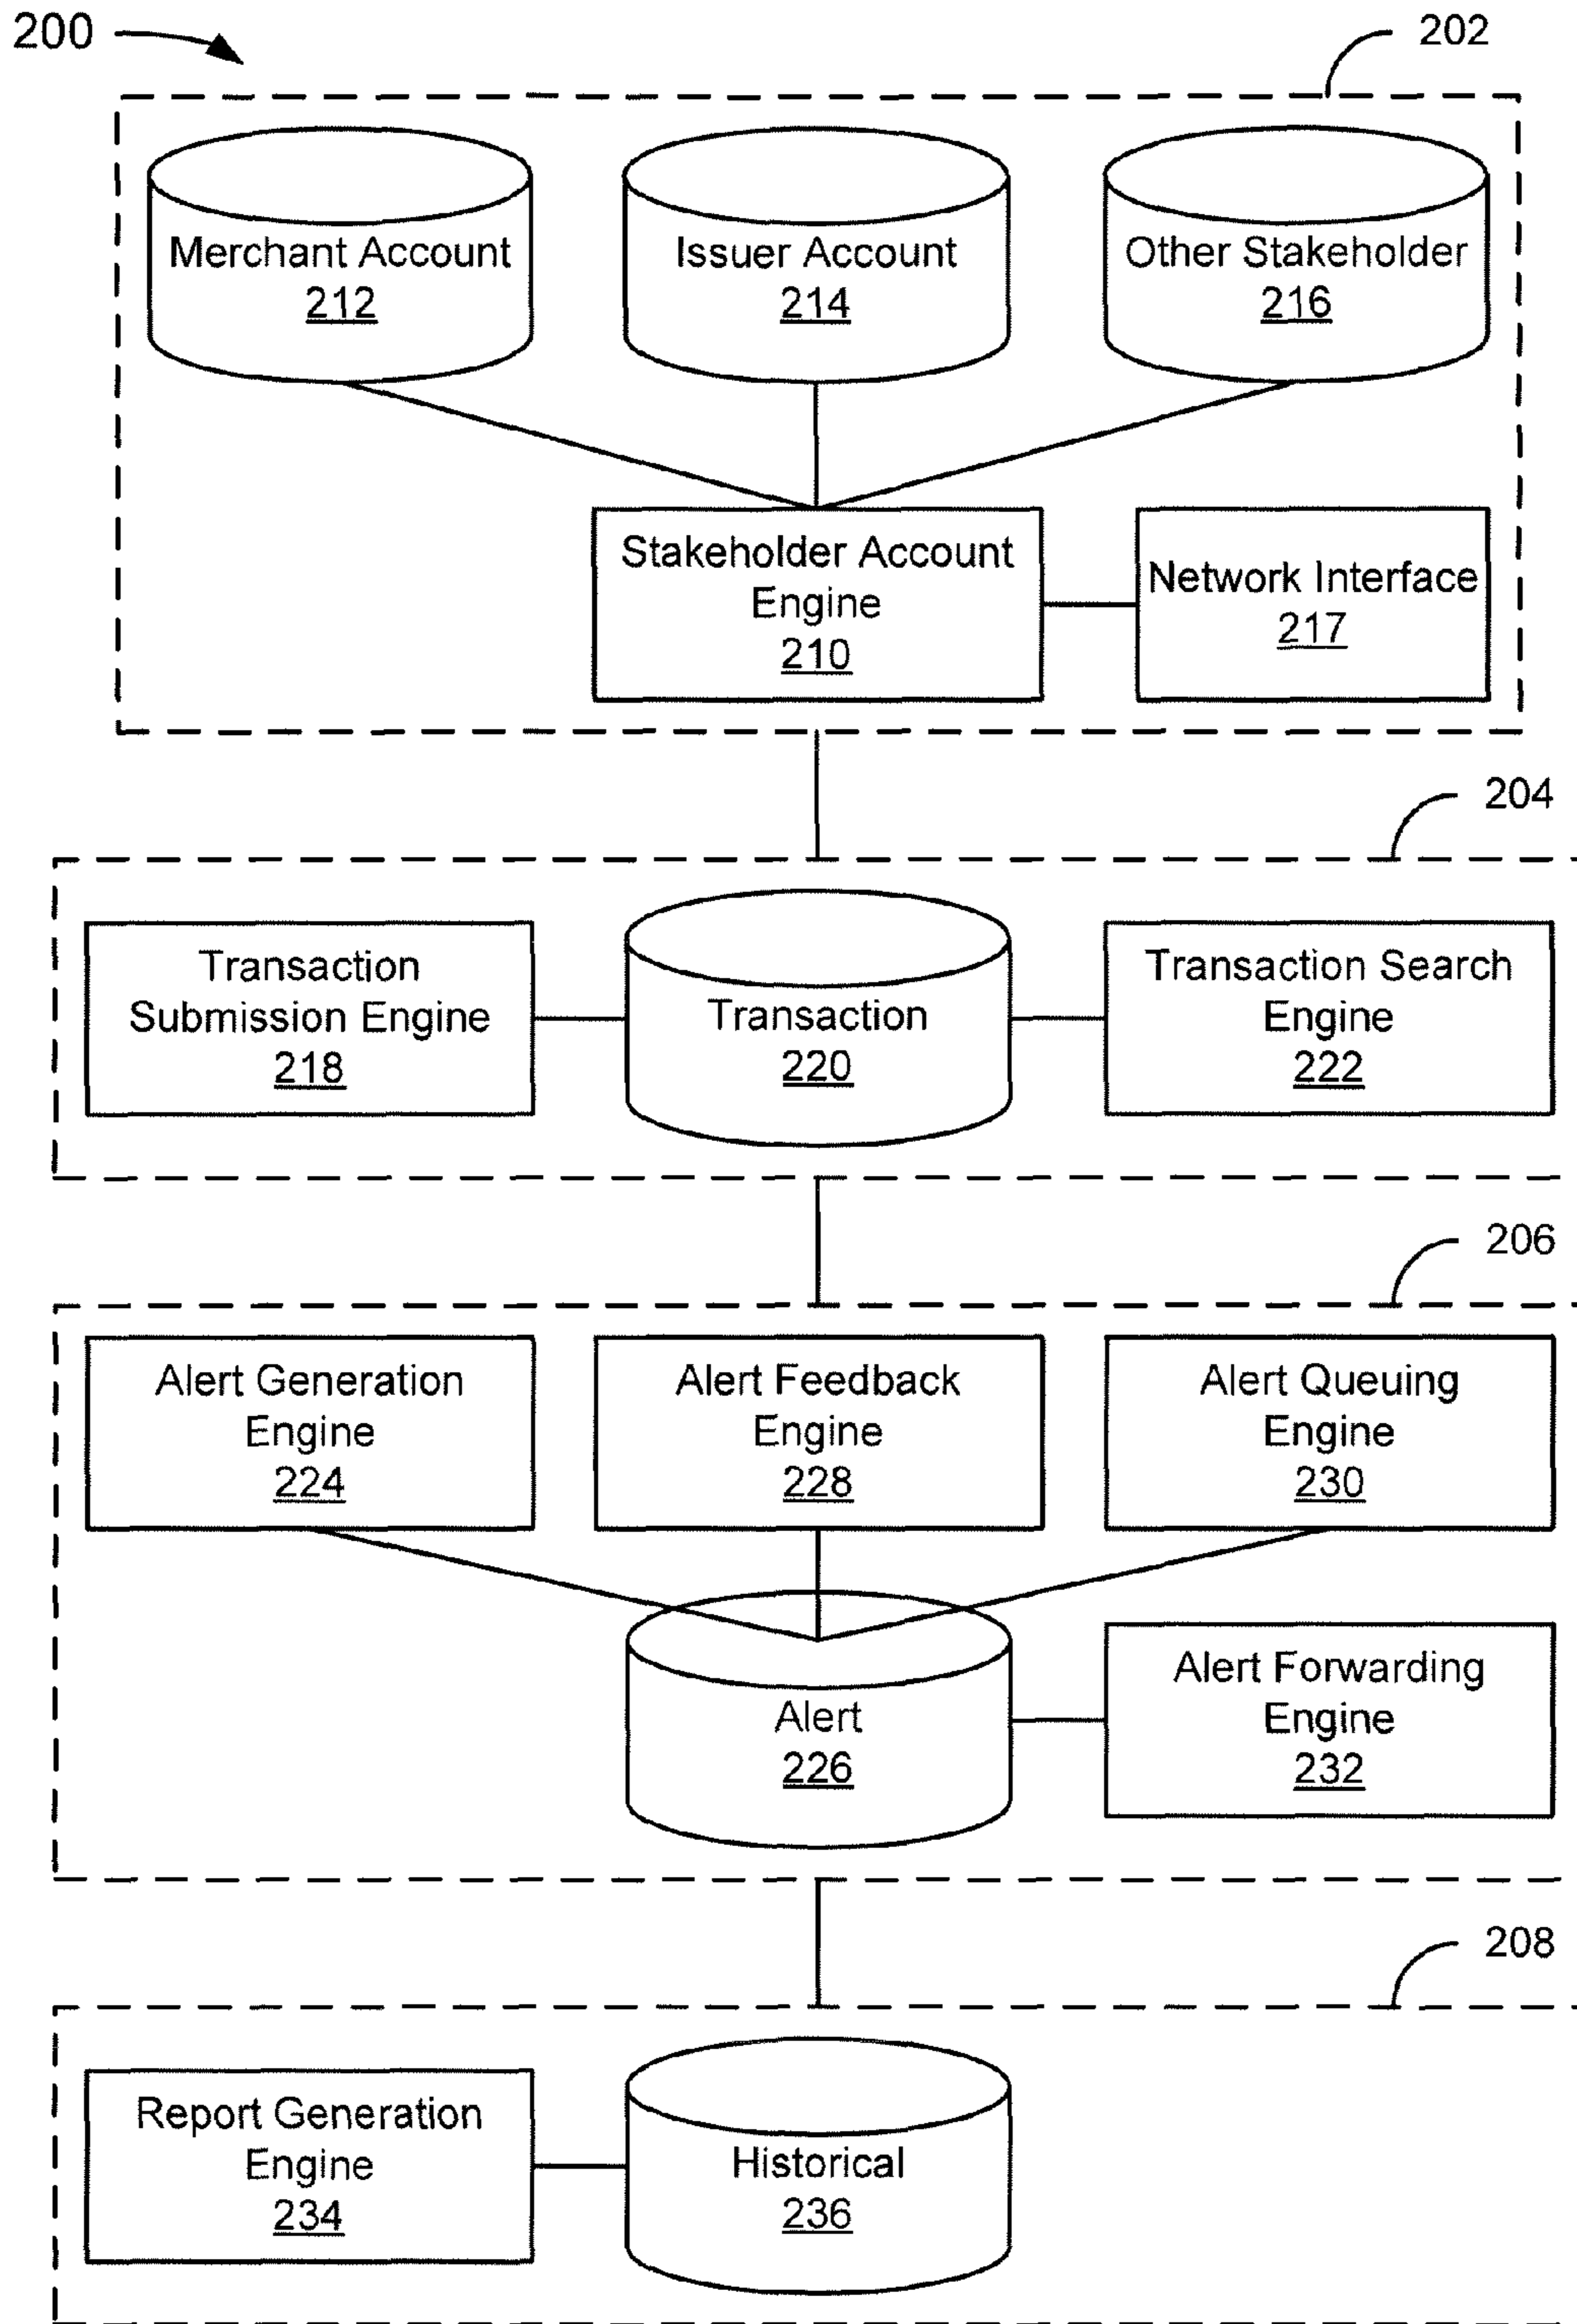 200
202
Merchant Account
212
Issuer Account
214
Other Stakeholder
216
Stakeholder Account
Engine
210
Network Interface
217
204
Transaction
Submission Engine
218
Transaction
220
Transaction Search
Engine
222
206
Alert Generation
Engine
224
Alert Feedback
Engine
228
Alert Queuing
Engine
230
Alert
226
Alert Forwarding
Engine
232
208
Report Generation
Engine
234
Historical
236